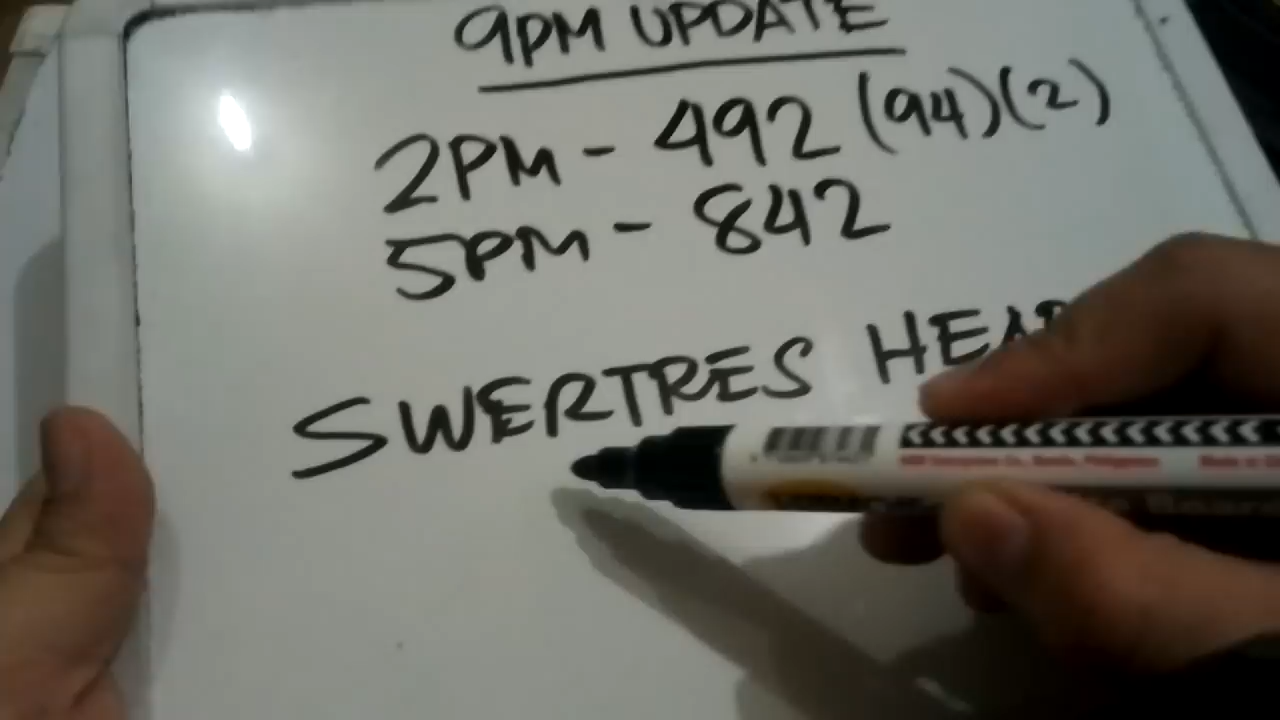 9PM UPDATE
2PM - 492 (94)(2)
5PM - 842
SWERTRES